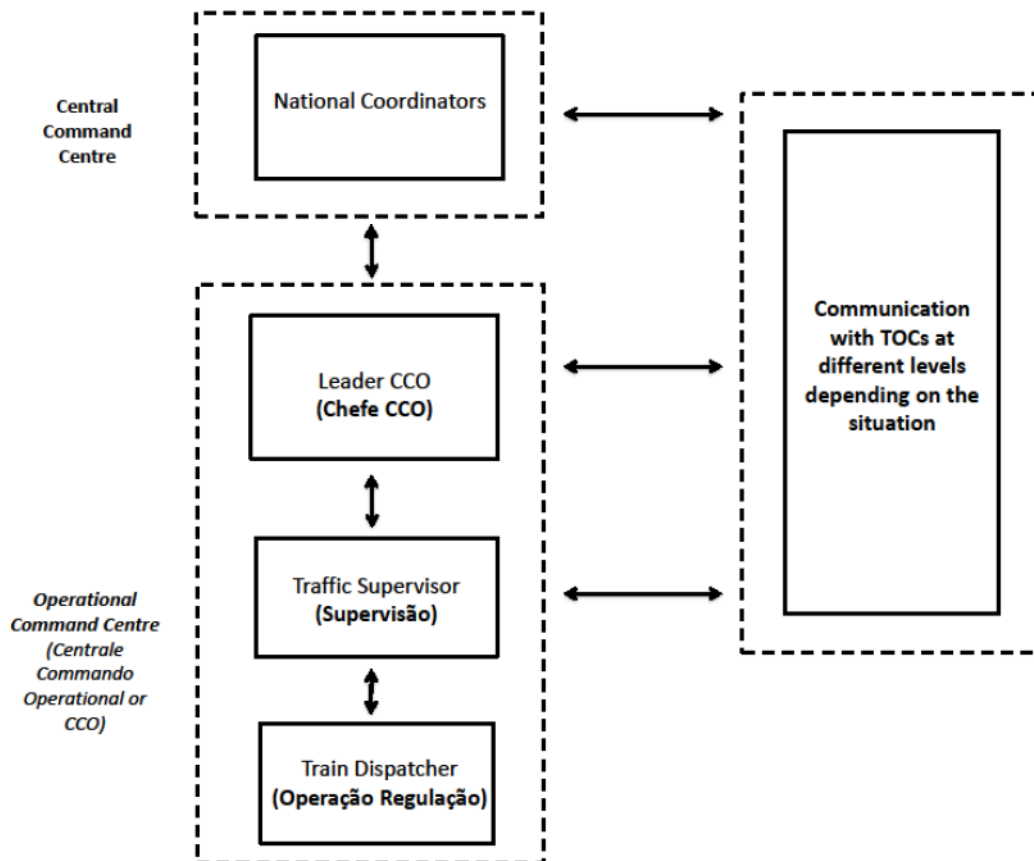 Central
Command
Centre
National Coordinators
Communication
with TOCs at
different levels
depending on the
situation
Leader CCO
(Chefe CCO)
Operational
Command Centre
(Centrale
Commando
Operational or
CCO)
Traffic Supervisor
(Supervisão)
Train Dispatcher
(Operação Regulação)